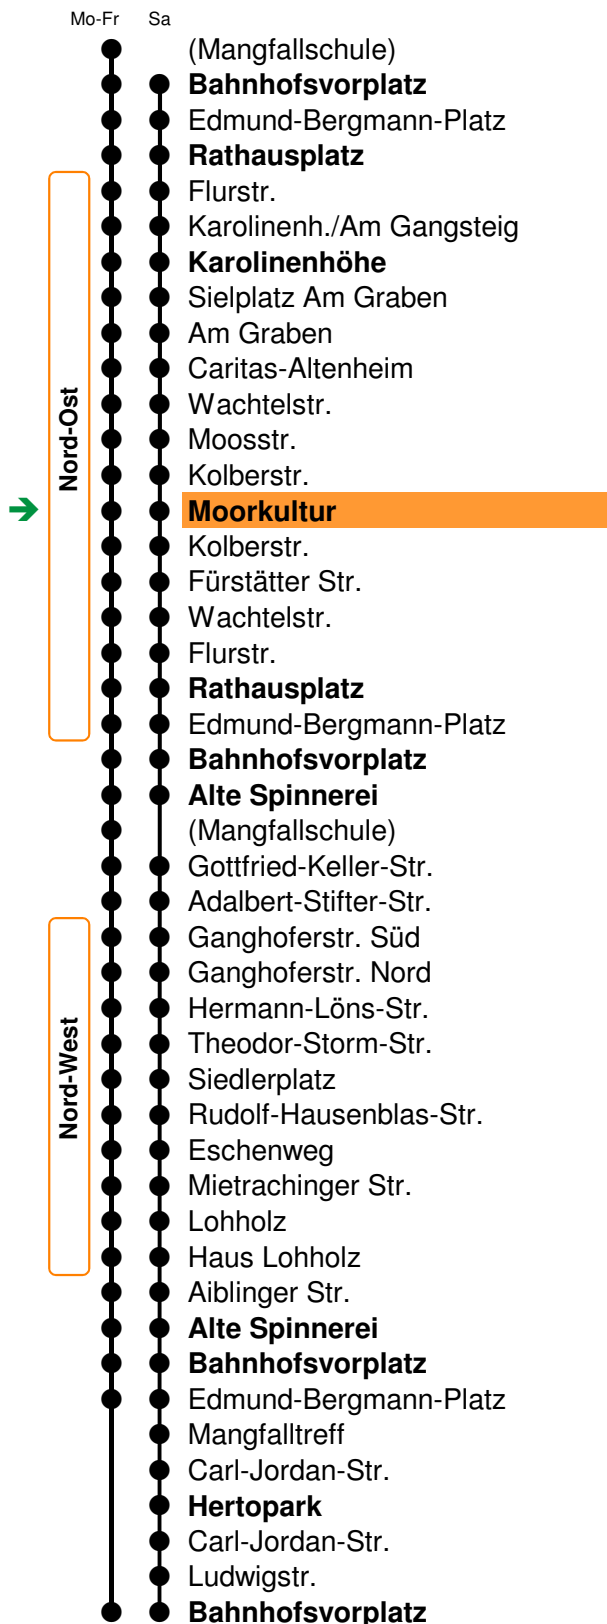 Mo-Fr Sa
(Mangfallschule)
Bahnhofsvorplatz
Edmund-Bergmann-Platz
Rathausplatz
Flurstr.
Karolinenh./Am Gangsteig
Karolinenhöhe
Sielplatz Am Graben
Am Graben
Caritas-Altenheim
Wachtelstr.
Nord-Ost
Moosstr.
Kolberstr.
Moorkultur
Kolberstr.
Fürstätter Str.
Wachtelstr.
Flurstr.
Rathausplatz
Edmund-Bergmann-Platz
Bahnhofsvorplatz
Alte Spinnerei
(Mangfallschule)
Gottfried-Keller-Str.
Adalbert-Stifter-Str.
Ganghoferstr. Süd
Ganghoferstr. Nord
Hermann-Löns-Str.
Theodor-Storm-Str.
Nord-West
Siedlerplatz
Rudolf-Hausenblas-Str.
Eschenweg
Mietrachinger Str.
Lohholz
Haus Lohholz
Aiblinger Str.
Alte Spinnerei
Bahnhofsvorplatz
Edmund-Bergmann-Platz
Mangfalltreff
Carl-Jordan-Str.
Hertopark
Carl-Jordan-Str.
Ludwigstr.
Bahnhofsvorplatz